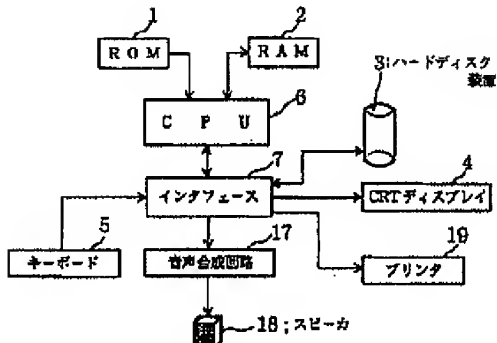 1
2
ROM
RAM
3:ハードディスク
装置
6
CPU
7
4
インタフェース
CRTディスプレイ
5
17
19
キーボード
音声合成回路
プリンタ
18;スピーカ